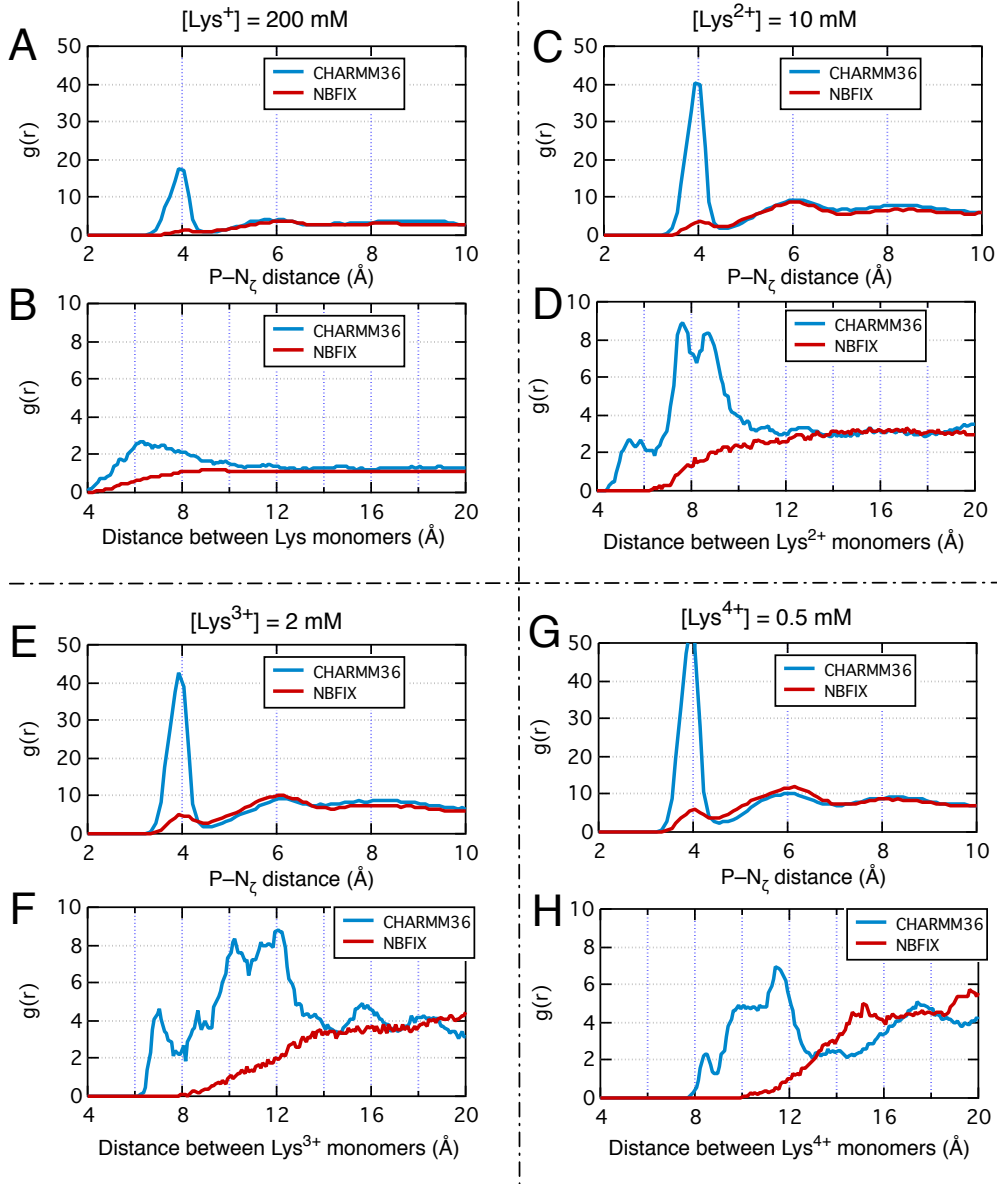 A
[Lys+] = 200 mM
50
40
30
20
10
0
g(r)
CHARMM36
NBFIX
2 4 6 8 10
P–Nζ distance (Å)
B
10
8
6
4
2
0
g(r)
CHARMM36
NBFIX
4 8 12 16 20
Distance between Lys monomers (Å)
C
[Lys2+] = 10 mM
50
40
30
20
10
0
g(r)
CHARMM36
NBFIX
2 4 6 8 10
P–Nζ distance (Å)
D
10
8
6
4
2
0
g(r)
CHARMM36
NBFIX
4 8 12 16 20
Distance between Lys2+ monomers (Å)
E
[Lys3+] = 2 mM
50
40
30
20
10
0
g(r)
CHARMM36
NBFIX
2 4 6 8 10
P–Nζ distance (Å)
F
10
8
6
4
2
0
g(r)
CHARMM36
NBFIX
4 8 12 16 20
Distance between Lys3+ monomers (Å)
G
[Lys4+] = 0.5 mM
50
40
30
20
10
0
g(r)
CHARMM36
NBFIX
2 4 6 8 10
P–Nζ distance (Å)
H
10
8
6
4
2
0
g(r)
CHARMM36
NBFIX
4 8 12 16 20
Distance between Lys4+ monomers (Å)